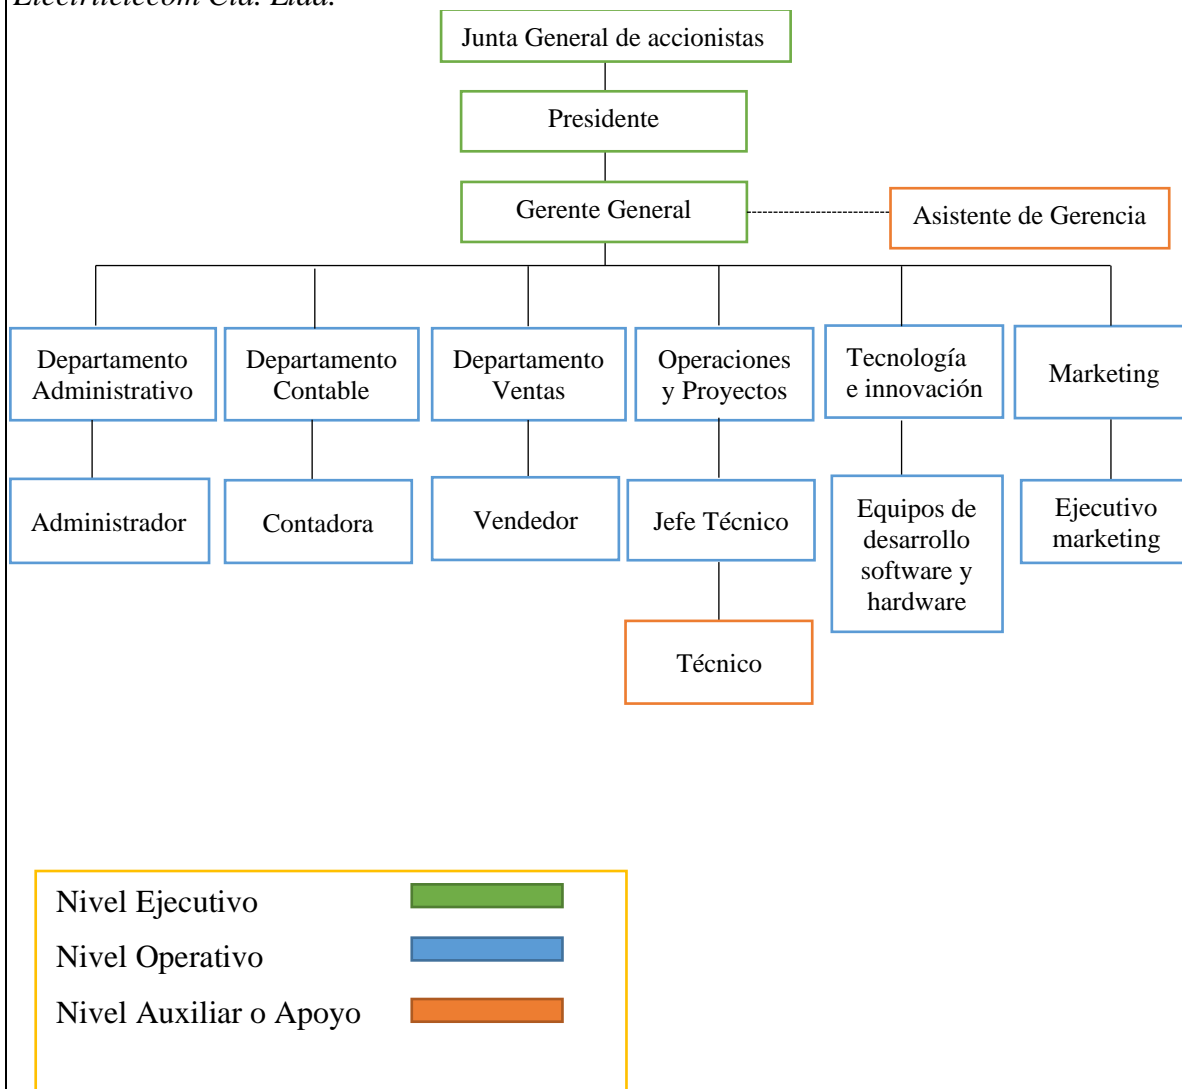 Junta General de accionistas
Presidente
Gerente General
Asistente de Gerencia
Departamento
Administrativo
Departamento
Contable
Departamento
Ventas
Operaciones
y Proyectos
Tecnología
e innovación
Marketing
Administrador
Contadora
Vendedor
Jefe Técnico
Equipos de
desarrollo
software y
hardware
Ejecutivo
marketing
Técnico
Nivel Ejecutivo
Nivel Operativo
Nivel Auxiliar o Apoyo